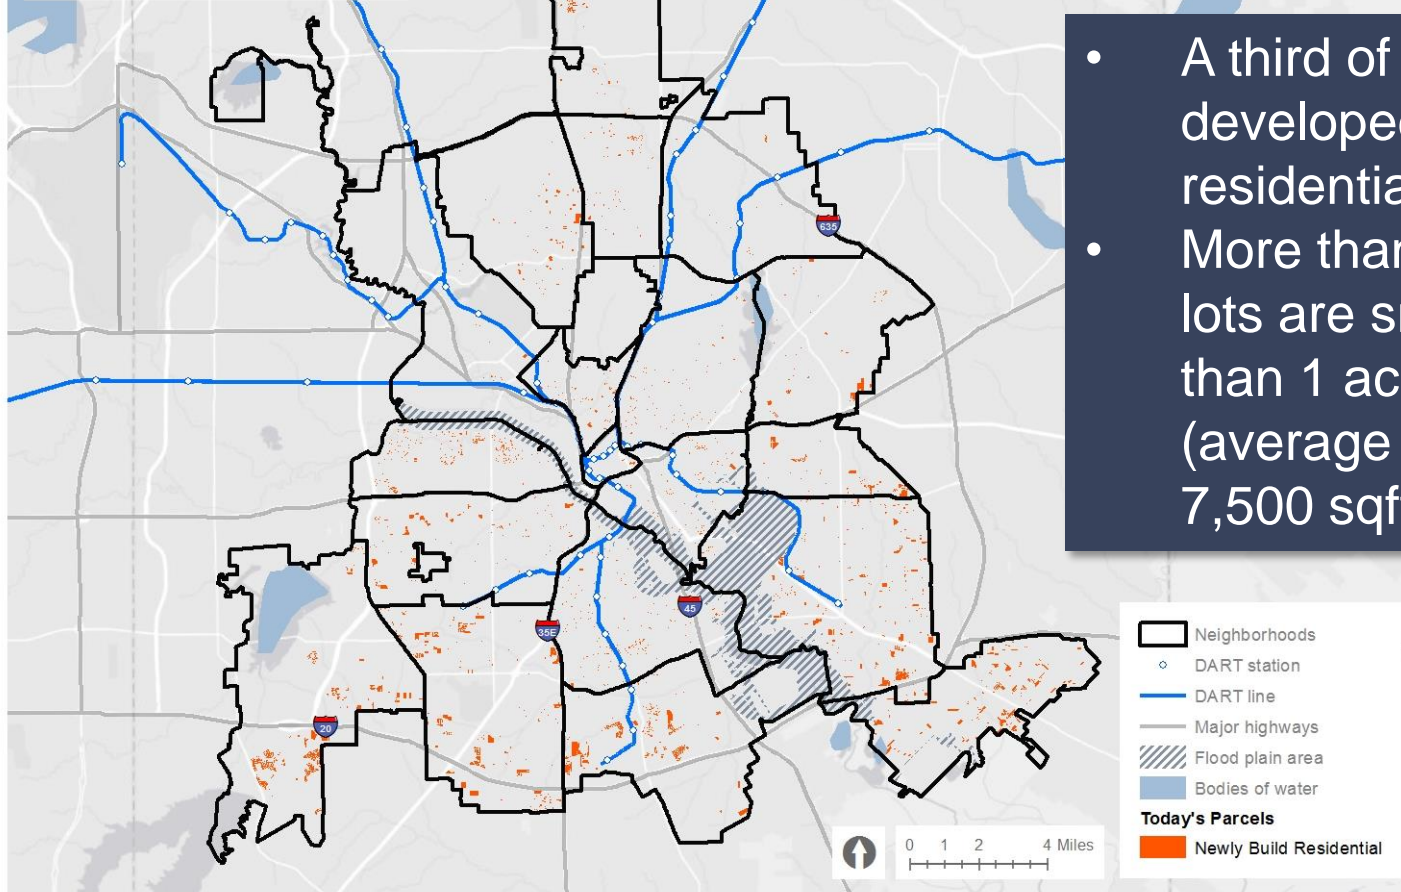 • A third of
developed
residentia
• More than
lots are sm
than 1 ac
(average
7,500 sqf
635
45
35E
20
Neighborhoods
DART station
DART line
Major highways
Flood plain area
Bodies of water
Today's Parcels
Newly Build Residential
0 1 2 4 Miles